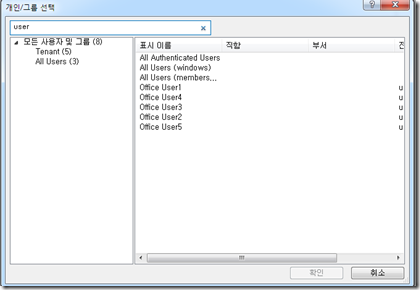 개인/그룹 선택
user
모든 사용자 및 그룹 (8)
Tenant (5)
All Users (3)
표시 이름 직함 부서 전
All Authenticated Users
All Users (windows)
All Users (members...
Office User1 u
Office User4 u
Office User3 u
Office User2 u
Office User5 u
확인 취소